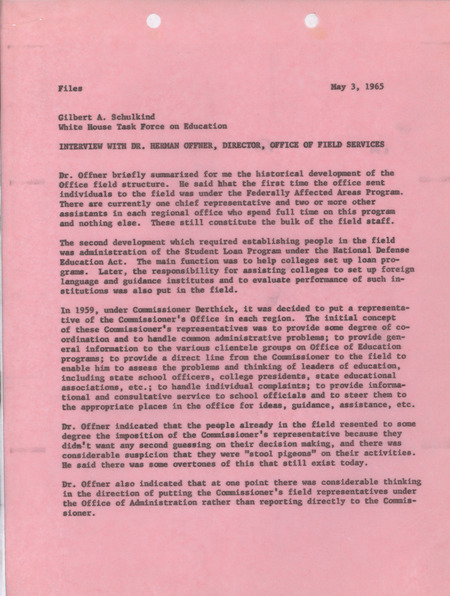 Files May 3, 1965
Gilbert A. Schulkind
White House Task Force on Education
INTERVIEW WITH DR. HERMAN OFFNER, DIRECTOR, OFFICE OF FIELD SERVICES
Dr. Offner briefly summarized for me the historical development of the
Office field structure. He said that the first time the office sent
individuals to the field was under the Federally Affected Areas Program.
There are currently one chief representative and two or more other
assistants in each regional office who spend full time on this program
and nothing else. These still constitute the bulk of the field staff.
The second development which required establishing people in the field
was administration of the Student Loan Program under the National Defense
Education Act. The main function was to help colleges set up loan pro-
grams. Later, the responsibility for assisting colleges to set up foreign
language and guidance institutes and to evaluate performance of such in-
stitutions was also put in the field.
In 1959, under Commissioner Derthick, it was decided to put a representa-
tive of the Commissioner's Office in each region. The initial concept
of these Commissioner's representatives was to provide some degree of co-
ordination and to handle common administrative problems; to provide gen-
eral information to the various clientele groups on Office of Education
programs; to provide a direct line from the Commissioner to the field to
enable him to assess the problems and thinking of leaders of education,
including state school officers, college presidents, state educational
associations, etc.; to handle individual complaints; to provide informa-
tional and consultative service to school officials and to steer them to
the appropriate places in the office for ideas, guidance, assistance, etc.
Dr. Offner indicated that the people already in the field resented to some
degree the imposition of the Commissioner's representative because they
didn't want any second guessing on their decision making, and there was
considerable suspicion that they were "stool pigeons" on their activities.
He said there was some overtones of this that still exist today.
Dr. Offner also indicated that at one point there was considerable thinking
in the direction of putting the Commissioner's field representatives under
the Office of Administration rather than reporting directly to the Commis-
sioner.